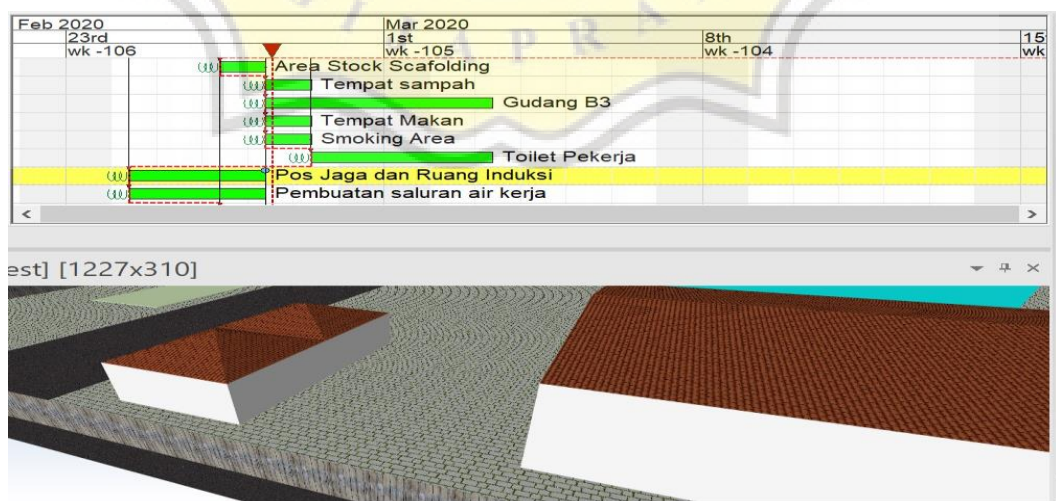 Feb 2020 Mar 2020
23rd 1st 8th 15
wk -106 wk -105 wk -104 wk
Area Stock Scafolding
Tempat sampah
Gudang B3
Tempat Makan
Smoking Area
Toilet Pekerja
Pos Jaga dan Ruang Induksi
Pembuatan saluran air kerja
est] [1227x310]